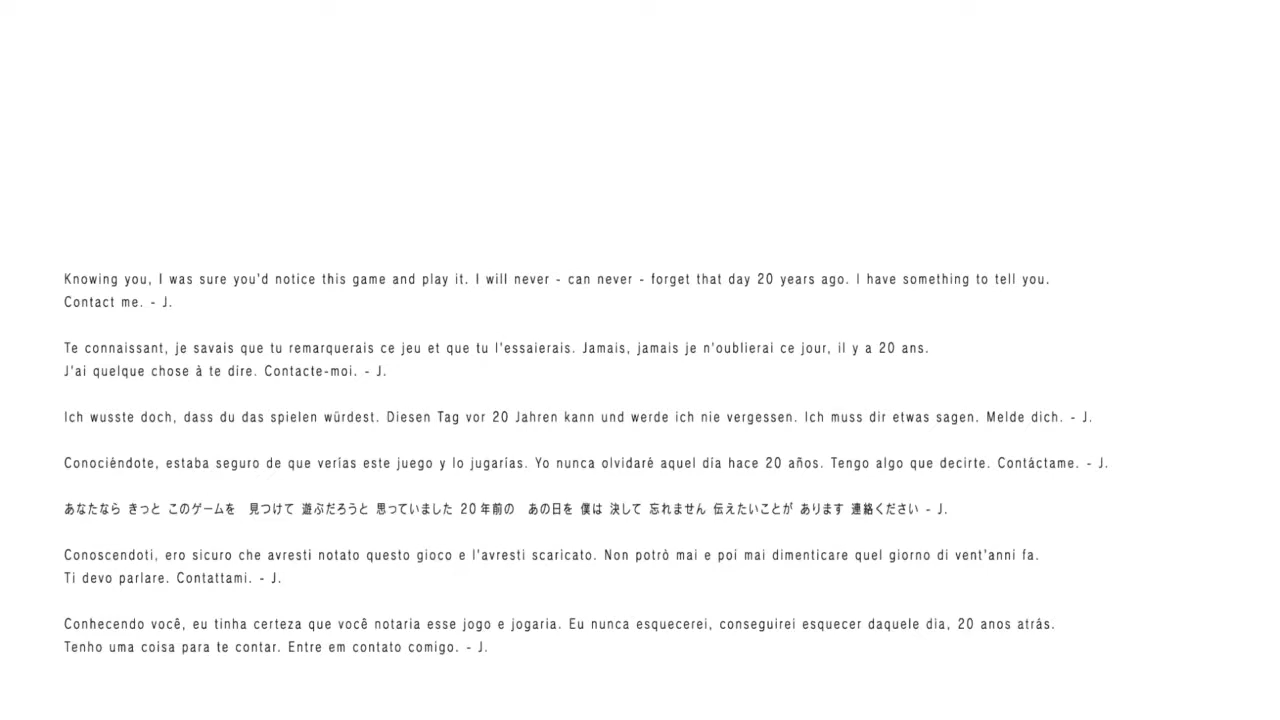 Knowing you, I was sure you'd notice this game and play it. I will never - can never - forget that day 20 years ago. I have something to tell you.
Contact me. - J.
Te connaissant, je savais que tu remarquerais ce jeu et que tu l'essaierais. Jamais, jamais je n'oublierai ce jour, il y a 20 ans.
J'ai quelque chose à te dire. Contacte-moi. - J.
Ich wusste doch, dass du das spielen würdest. Diesen Tag vor 20 Jahren kann und werde ich nie vergessen. Ich muss dir etwas sagen. Melde dich. - J.
Conociéndote, estaba seguro de que verías este juego y lo jugarías. Yo nunca olvidaré aquel día hace 20 años. Tengo algo que decirte. Contáctame. - J.
あなたなら きっと このゲームを　見つけて 遊ぶだろうと 思っていました 20年前の　あの日を 僕は 決して 忘れません 伝えたいことが あります 連絡ください - J.
Conoscendoti, ero sicuro che avresti notato questo gioco e l'avresti scaricato. Non potrò mai e poi mai dimenticare quel giorno di vent'anni fa.
Ti devo parlare. Contattami. - J.
Conhecendo você, eu tinha certeza que você notaria esse jogo e jogaria. Eu nunca esquecerei, conseguirei esquecer daquele dia, 20 anos atrás.
Tenho uma coisa para te contar. Entre em contato comigo. - J.